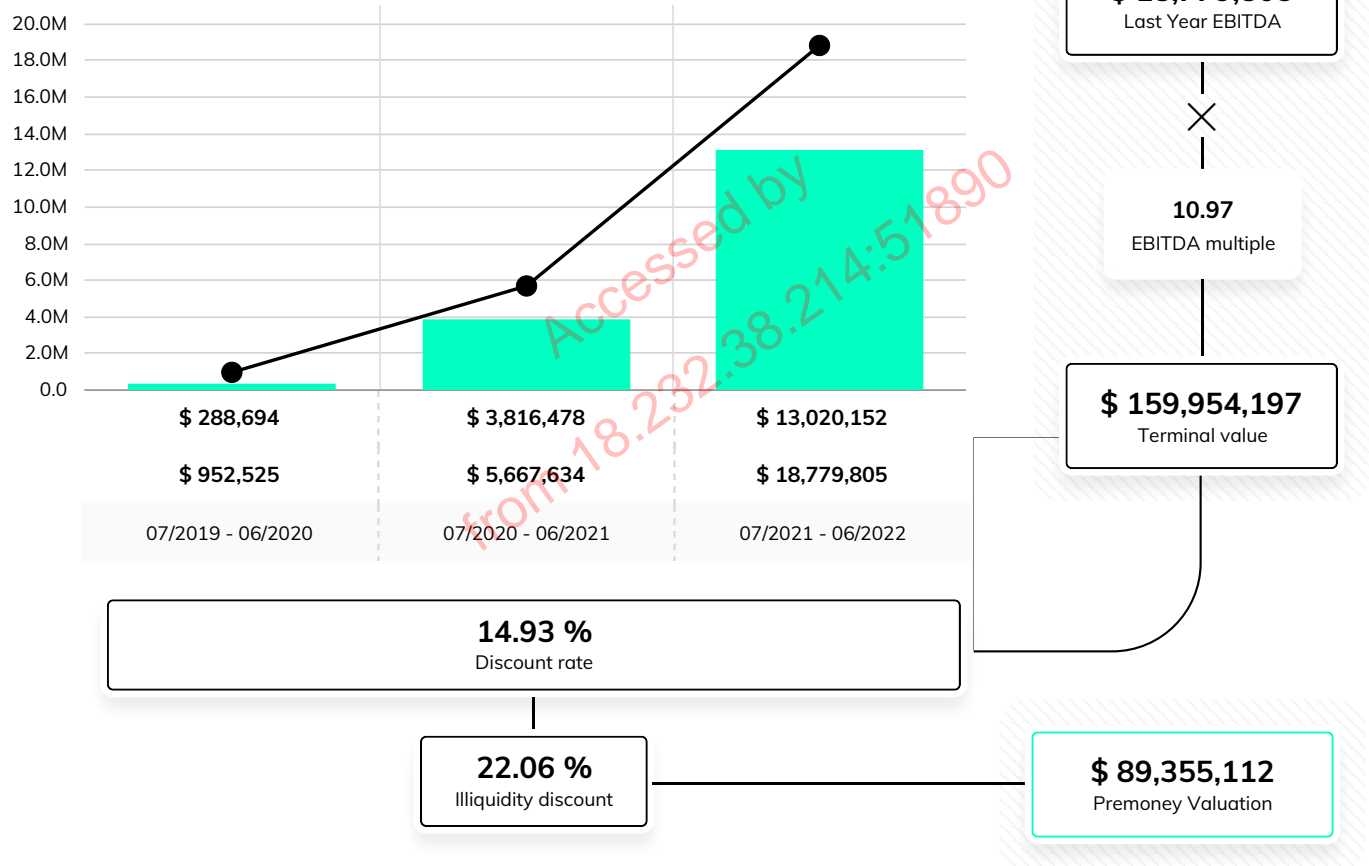 20.0M
18.0M
16.0M
14.0M
12.0M
10.0M
8.0M
6.0M
4.0M
2.0M
0.0
$ 288,694
$ 3,816,478
$ 13,020,152
$ 952,525
$ 5,667,634
$ 18,779,805
07/2019 - 06/2020
07/2020 - 06/2021
07/2021 - 06/2022
Accessed by
from 18.232.38.214:51890
Last Year EBITDA
10.97
EBITDA multiple
$ 159,954,197
Terminal value
14.93 %
Discount rate
22.06 %
Illiquidity discount
$ 89,355,112
Premoney Valuation